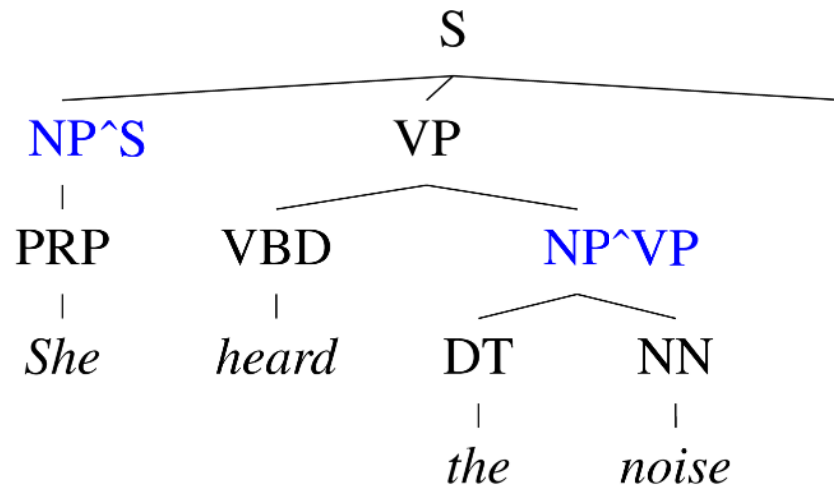 S
NP^S VP
PRP VBD NP^VP
She heard DT NN
the noise